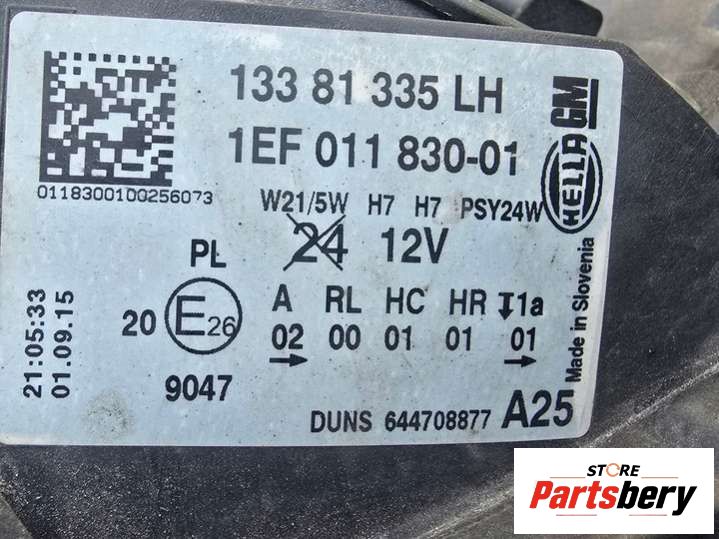 133 81 335 LH
1EF 011 830-01
GM
HELLA
0118300100256073
W21/5W H7 H7 PSY24W
24 12V
PL
A RL HC HR 1a
02 00 01 01 01
20 E26
9047
21:05:33
01.09.15
DUNS 644708877 A25
Made in Slovenia
STORE
Partsbery